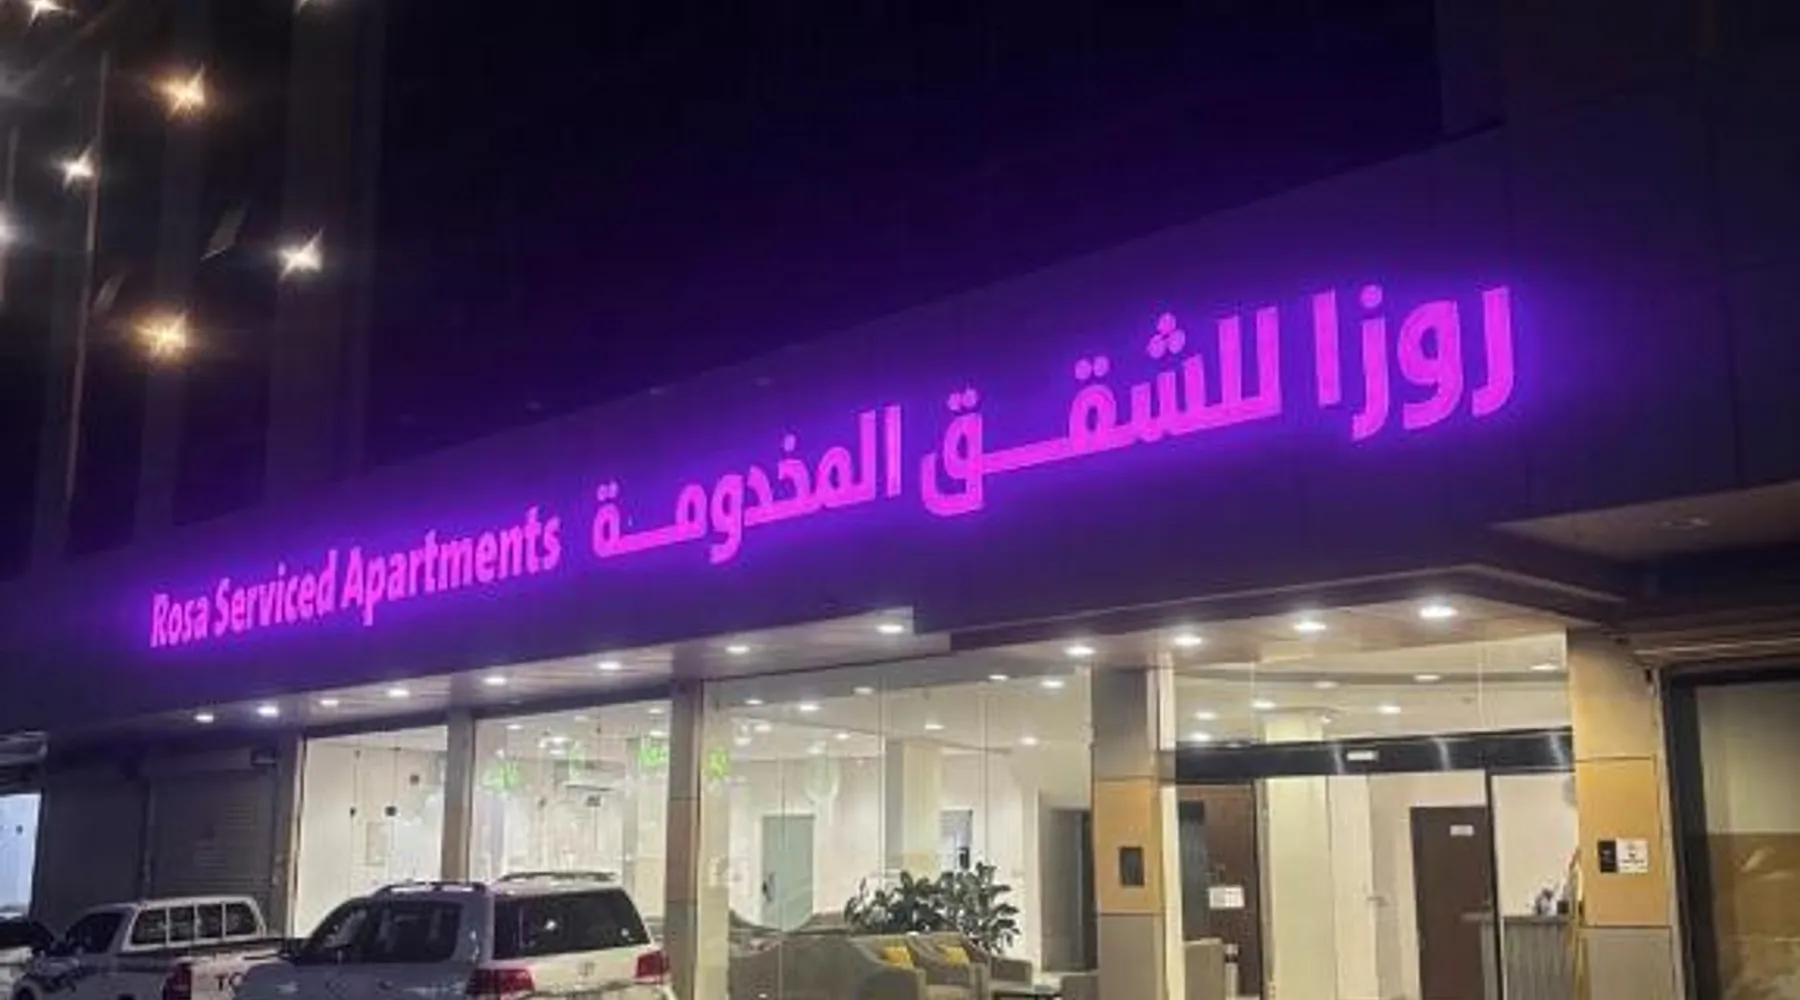 روزا للشقق المخدومة
Rosa Serviced Apartments